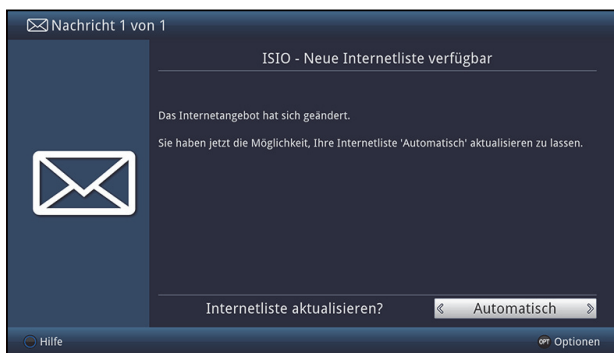 Nachricht 1 von 1
ISIO - Neue Internetliste verfügbar
Das Internetangebot hat sich geändert.
Sie haben jetzt die Möglichkeit, Ihre Internetliste 'Automatisch' aktualisieren zu lassen.
Internetliste aktualisieren?
Automatisch
Hilfe
OPT Optionen